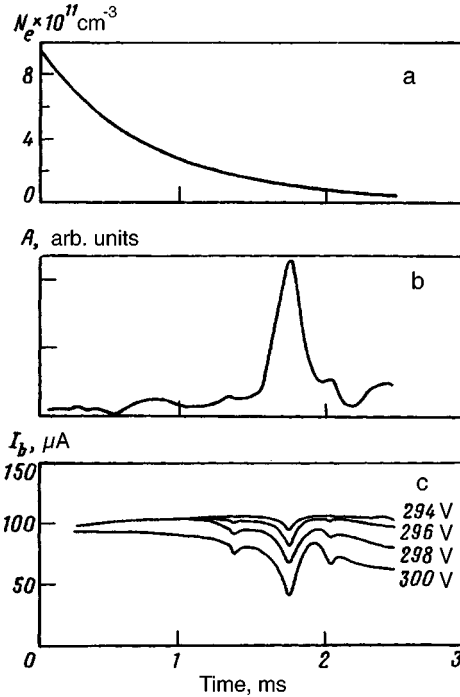 N_e × 10^11 cm^-3
8
a
4
0
A, arb. units
b
I_b, µA
150
c
294 V
100
296 V
298 V
50
300 V
0
1
2
3
Time, ms